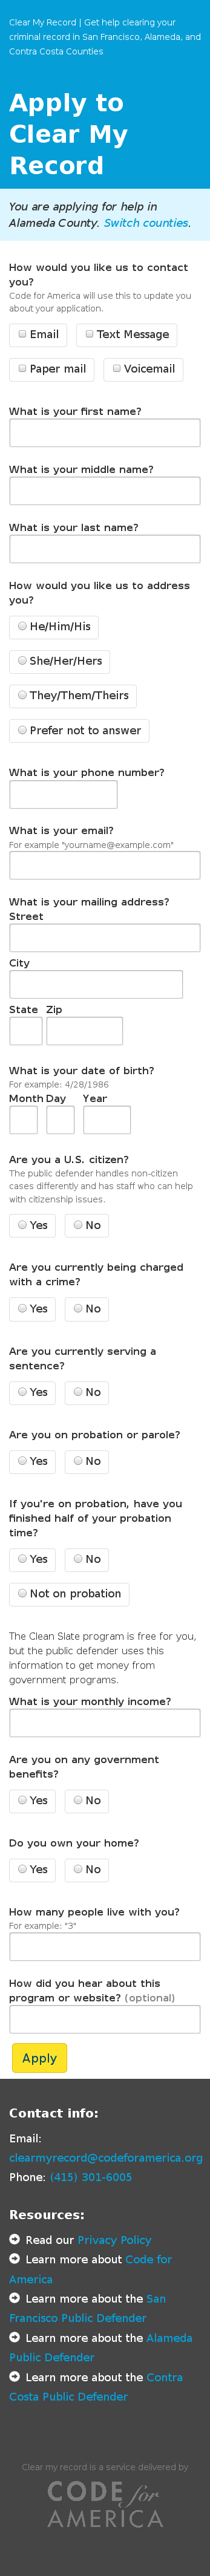 Clear My Record | Get help clearing your
criminal record in San Francisco, Alameda, and
Contra Costa Counties
Apply to
Clear My
Record
You are applying for help in
Alameda County. Switch counties.
How would you like us to contact
you?
Code for America will use this to update you
about your application.
Email
Text Message
Paper mail
Voicemail
What is your first name?
What is your middle name?
What is your last name?
How would you like us to address
you?
He/Him/His
She/Her/Hers
They/Them/Theirs
Prefer not to answer
What is your phone number?
What is your email?
For example "yourname@example.com"
What is your mailing address?
Street
City
State Zip
What is your date of birth?
For example: 4/28/1986
Month Day Year
Are you a U.S. citizen?
The public defender handles non-citizen
cases differently and has staff who can help
with citizenship issues.
Yes No
Are you currently being charged
with a crime?
Yes No
Are you currently serving a
sentence?
Yes No
Are you on probation or parole?
Yes No
If you're on probation, have you
finished half of your probation
time?
Yes No
Not on probation
The Clean Slate program is free for you,
but the public defender uses this
information to get money from
government programs.
What is your monthly income?
Are you on any government
benefits?
Yes No
Do you own your home?
Yes No
How many people live with you?
For example: "3"
How did you hear about this
program or website? (optional)
Apply
Contact info:
Email:
clearmyrecord@codeforamerica.org
Phone: (415) 301-6005
Resources:
Read our Privacy Policy
Learn more about Code for
America
Learn more about the San
Francisco Public Defender
Learn more about the Alameda
Public Defender
Learn more about the Contra
Costa Public Defender
Clear my record is a service delivered by
CODE for
AMERICA